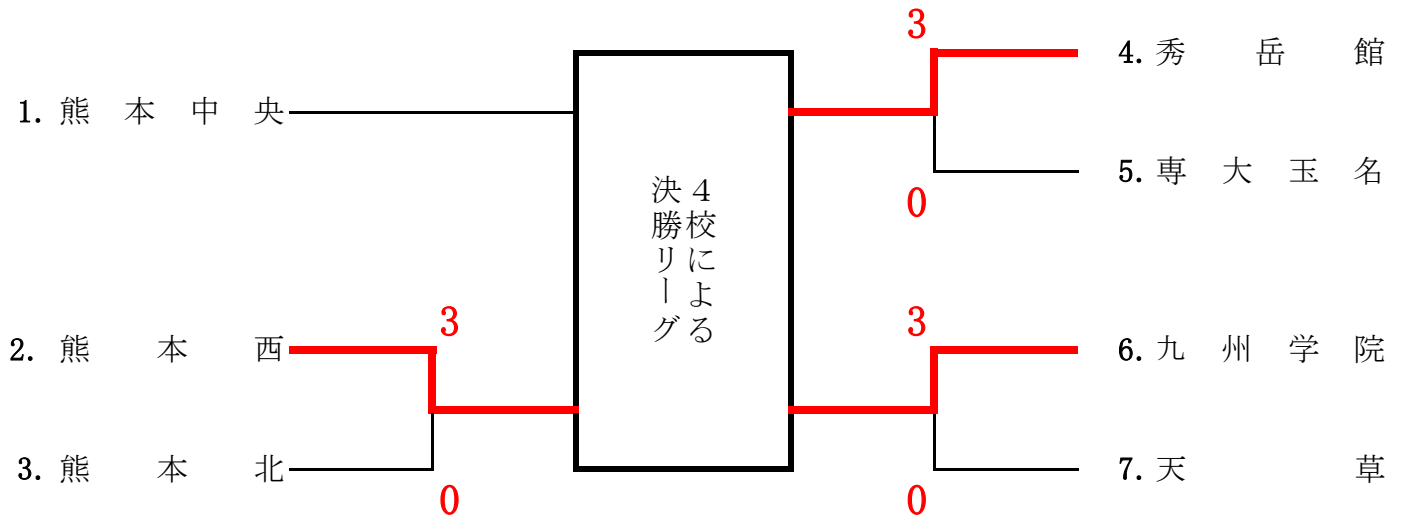 1. 熊本中央
2. 熊本西
3. 熊本北
3
0
4校による
決勝リーグ
3
0
3
0
4. 秀岳館
5. 専大玉名
6. 九州学院
7. 天草